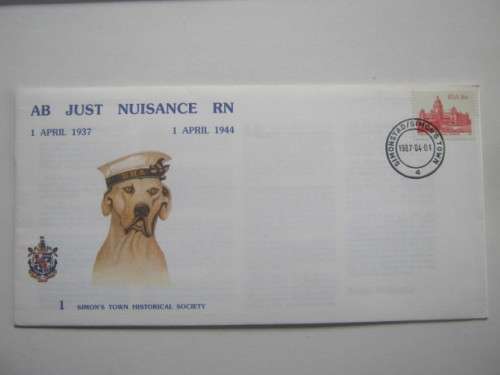 AB JUST NUISANCE RN
1 APRIL 1937 1 APRIL 1944
SIMONSTAD/SIMON'S TOWN
1987-04-01
4
1 SIMON'S TOWN HISTORICAL SOCIETY